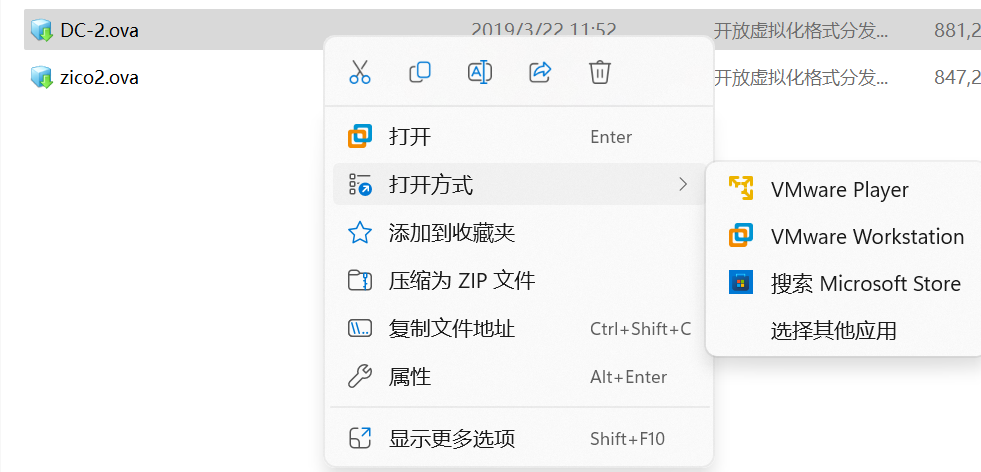 DC-2.ova 2019/3/22 11:52 开放虚拟化格式分发... 881,2
zico2.ova 开放虚拟化格式分发... 847,2
打开 Enter
打开方式
添加到收藏夹
压缩为 ZIP 文件
复制文件地址 Ctrl+Shift+C
属性 Alt+Enter
显示更多选项 Shift+F10
VMware Player
VMware Workstation
搜索 Microsoft Store
选择其他应用